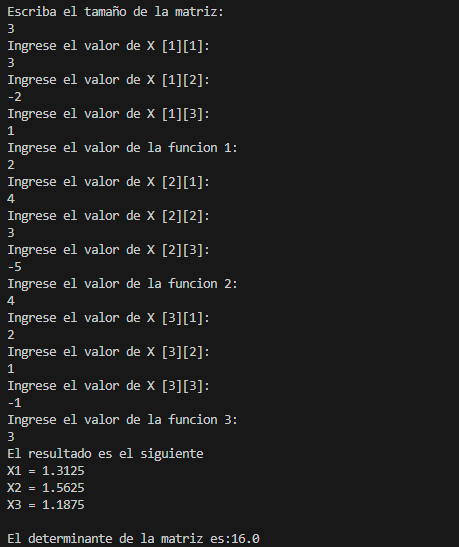 Escriba el tamaño de la matriz:
3
Ingrese el valor de X [1][1]:
3
Ingrese el valor de X [1][2]:
-2
Ingrese el valor de X [1][3]:
1
Ingrese el valor de la funcion 1:
2
Ingrese el valor de X [2][1]:
4
Ingrese el valor de X [2][2]:
3
Ingrese el valor de X [2][3]:
-5
Ingrese el valor de la funcion 2:
4
Ingrese el valor de X [3][1]:
2
Ingrese el valor de X [3][2]:
1
Ingrese el valor de X [3][3]:
-1
Ingrese el valor de la funcion 3:
3
El resultado es el siguiente
X1 = 1.3125
X2 = 1.5625
X3 = 1.1875
El determinante de la matriz es:16.0